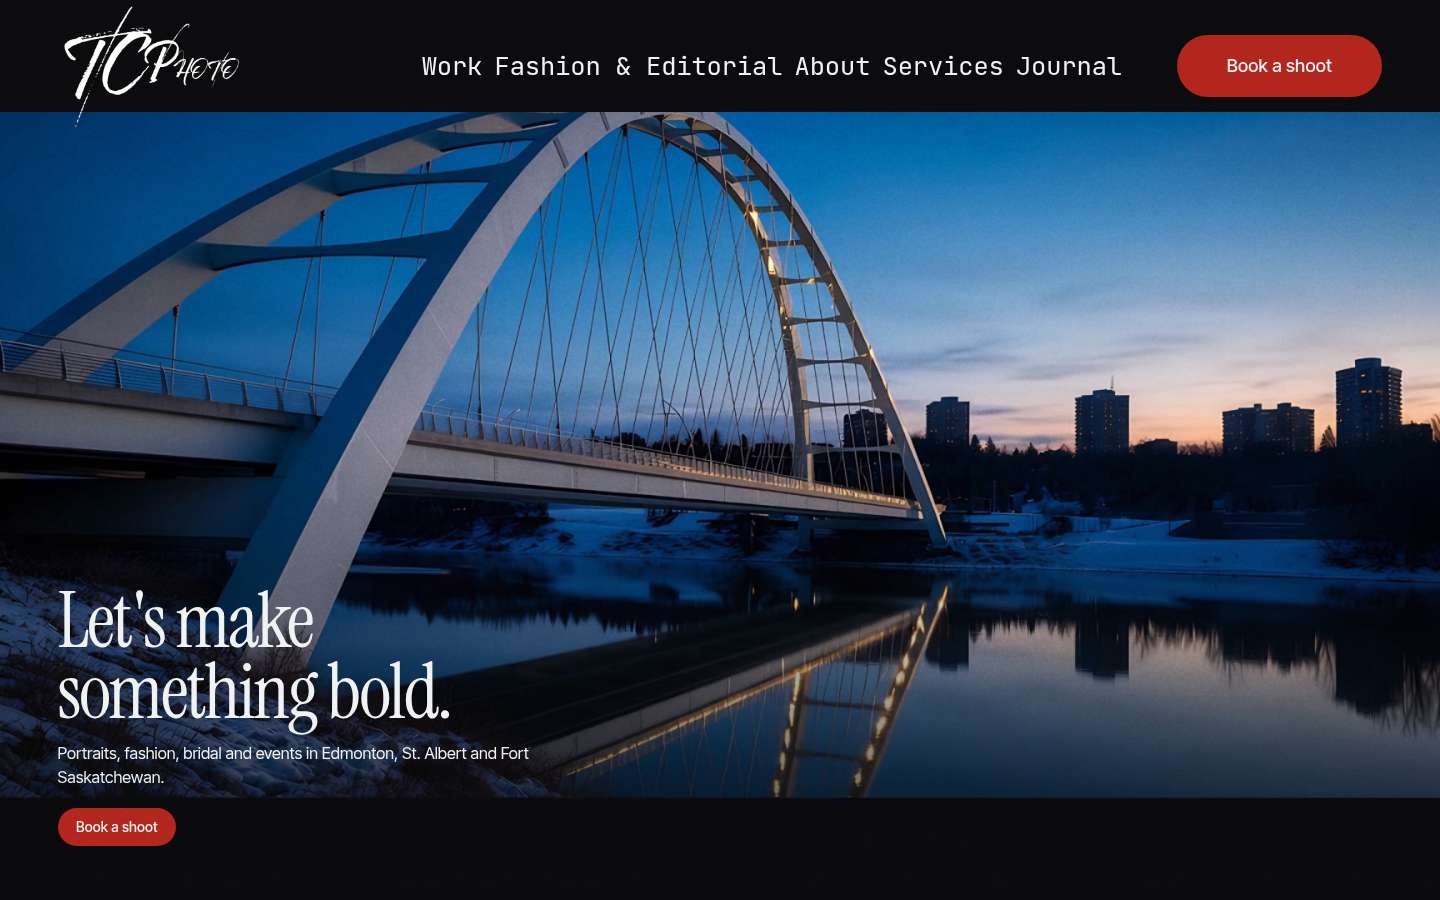 TCPHOTO
Work Fashion & Editorial About Services Journal
Book a shoot
Let's make
something bold.
Portraits, fashion, bridal and events in Edmonton, St. Albert and Fort
Saskatchewan.
Book a shoot